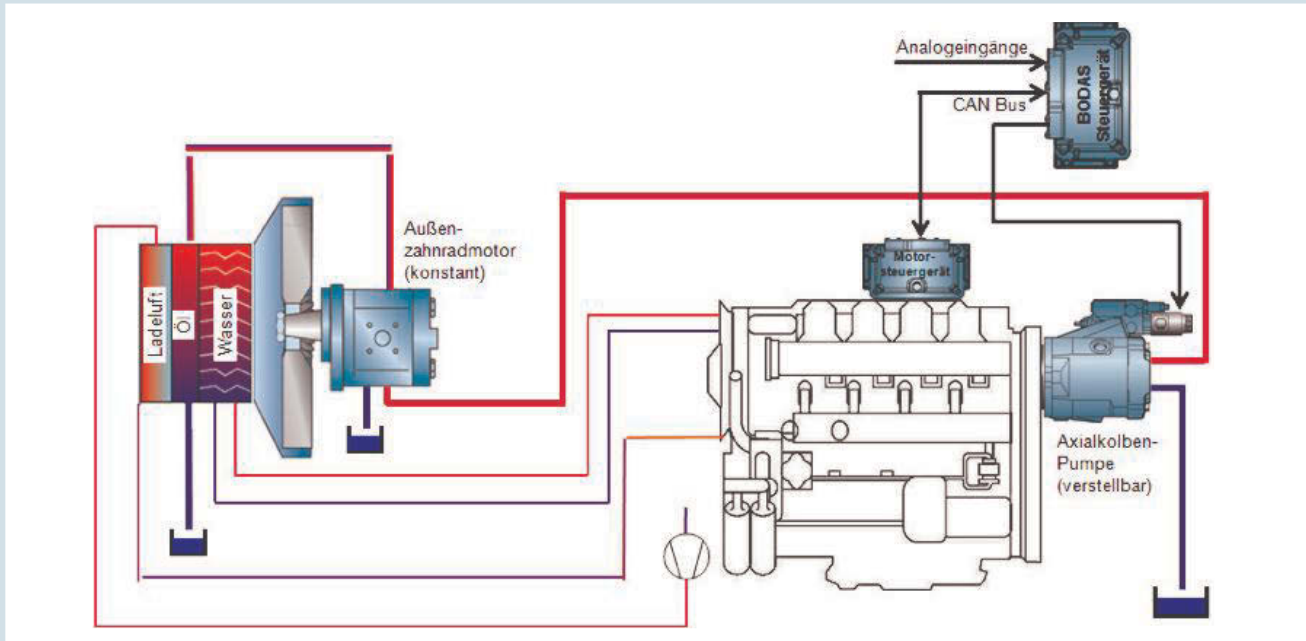 Analogeingänge
CAN Bus
BODAS
Steuergerät
Außen-
zahnradmotor
(konstant)
Motor-
steuergerät
Ladeluft
Öl
Wasser
Axialkolben-
Pumpe
(verstellbar)